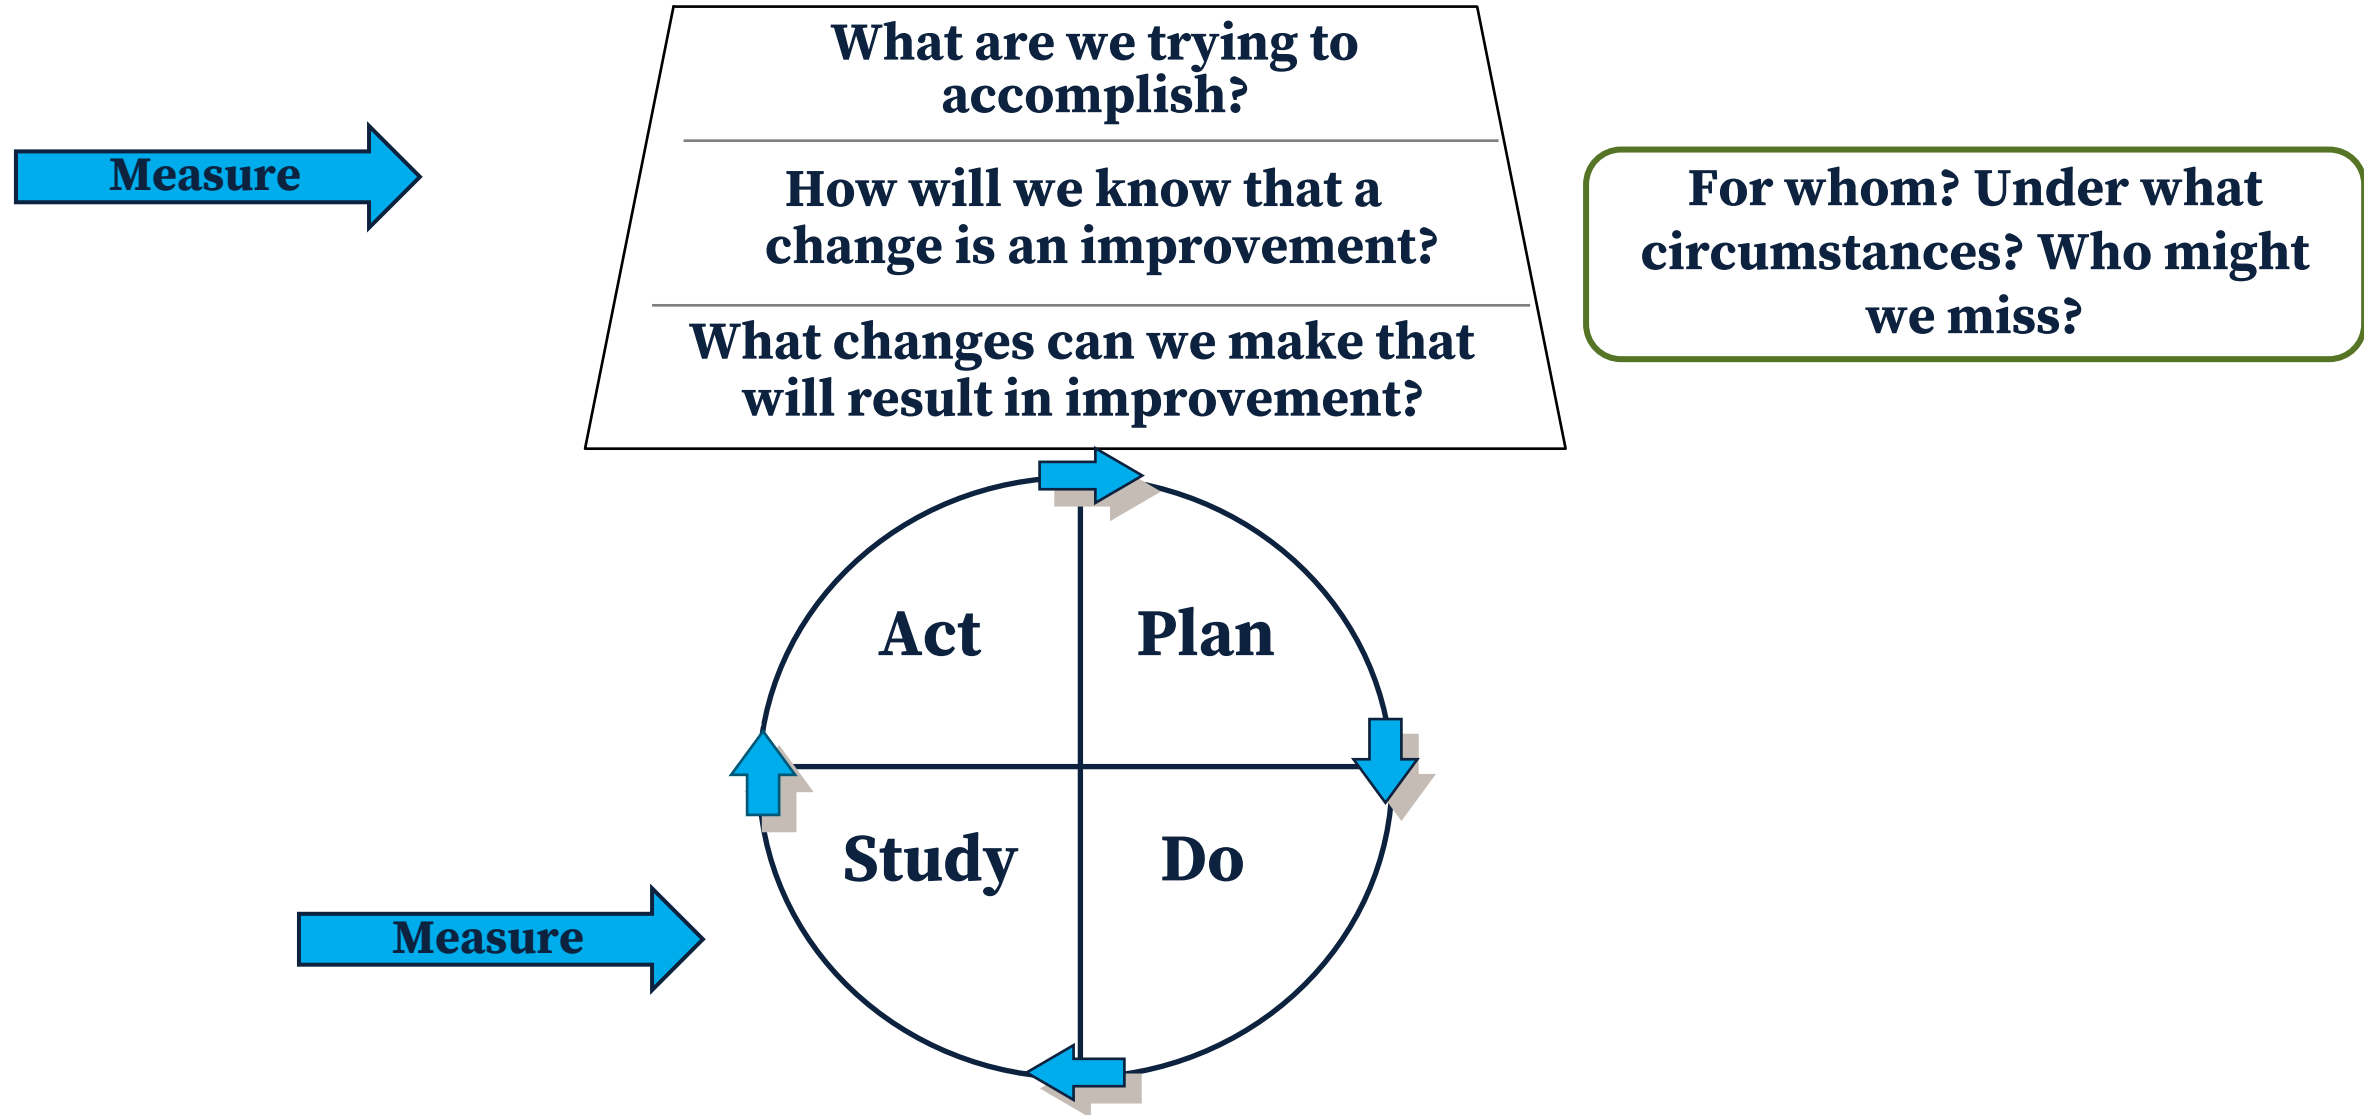 What are we trying to
accomplish?
Measure
How will we know that a
change is an improvement?
For whom? Under what
circumstances? Who might
we miss?
What changes can we make that
will result in improvement?
Act
Plan
Study
Do
Measure